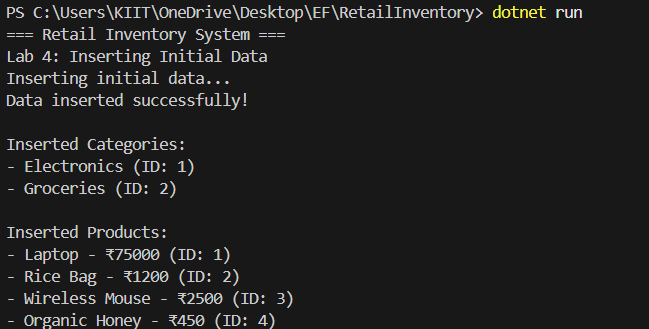 PS C:\Users\KIIT\OneDrive\Desktop\EF\RetailInventory> dotnet run
=== Retail Inventory System ===
Lab 4: Inserting Initial Data
Inserting initial data...
Data inserted successfully!
Inserted Categories:
- Electronics (ID: 1)
- Groceries (ID: 2)
Inserted Products:
- Laptop - ₹75000 (ID: 1)
- Rice Bag - ₹1200 (ID: 2)
- Wireless Mouse - ₹2500 (ID: 3)
- Organic Honey - ₹450 (ID: 4)